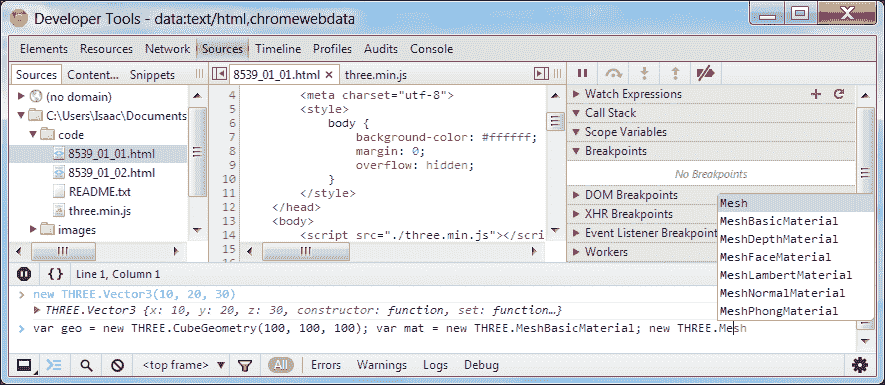 Developer Tools - data:text/html,chromewebdata
Elements Resources Network Sources Timeline Profiles Audits Console
Sources Content... Snippets
(no domain)
C:\Users\Isaac\Documents
code
8539_01_01.html
8539_01_02.html
README.txt
three.min.js
images
8539_01_01.html × three.min.js
4 <meta charset="utf-8">
5 <style>
6 body {
7 background-color: #ffffff;
8 margin: 0;
9 overflow: hidden;
10 }
11 </style>
12 </head>
13 <body>
14 <script src="./three.min.js"></scri
15
Watch Expressions
Call Stack
Scope Variables
Breakpoints
No Breakpoints
DOM Breakpoints
XHR Breakpoints
Event Listener Breakpoint
Workers
Mesh
MeshBasicMaterial
MeshDepthMaterial
MeshFaceMaterial
MeshLambertMaterial
MeshNormalMaterial
MeshPhongMaterial
{} Line 1, Column 1
> new THREE.Vector3(10, 20, 30)
THREE.Vector3 {x: 10, y: 20, z: 30, constructor: function, set: function…}
> var geo = new THREE.CubeGeometry(100, 100, 100); var mat = new THREE.MeshBasicMaterial; new THREE.Mesh
<top frame> All Errors Warnings Logs Debug